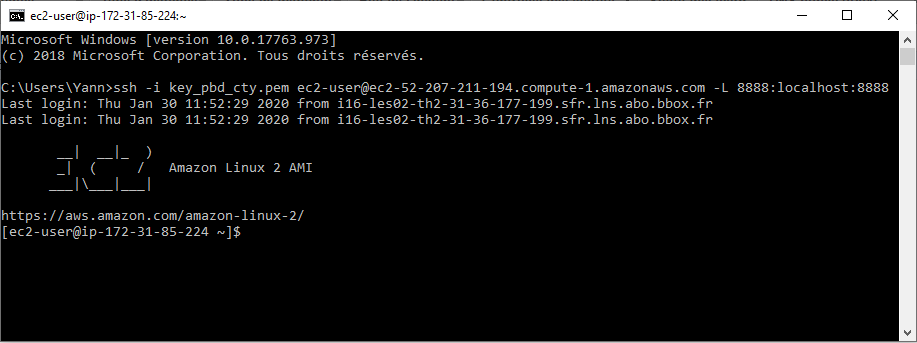 ec2-user@ip-172-31-85-224:~
Microsoft Windows [version 10.0.17763.973]
(c) 2018 Microsoft Corporation. Tous droits réservés.
C:\Users\Yann>ssh -i key_pbd_cty.pem ec2-user@ec2-52-207-211-194.compute-1.amazonaws.com -L 8888:localhost:8888
Last login: Thu Jan 30 11:52:29 2020 from i16-les02-th2-31-36-177-199.sfr.lns.abo.bbox.fr
Last login: Thu Jan 30 11:52:29 2020 from i16-les02-th2-31-36-177-199.sfr.lns.abo.bbox.fr
       __|  __|_  )
       _|  (     /   Amazon Linux 2 AMI
      ___|\___|___|
https://aws.amazon.com/amazon-linux-2/
[ec2-user@ip-172-31-85-224 ~]$